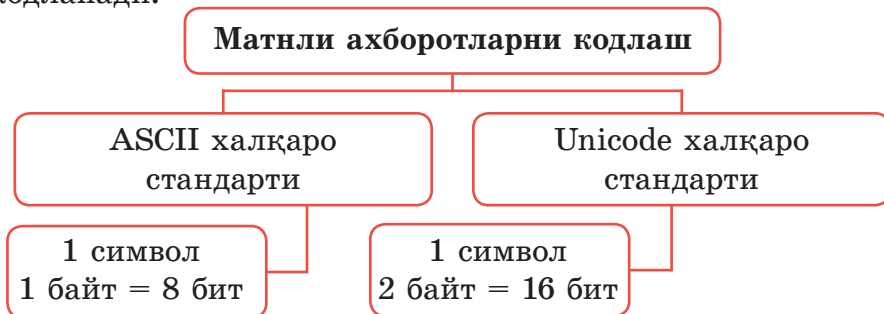 Матнли ахборотларни кодлаш
ASCII халқаро
стандарти
Unicode халқаро
стандарти
1 символ
1 байт = 8 бит
1 символ
2 байт = 16 бит